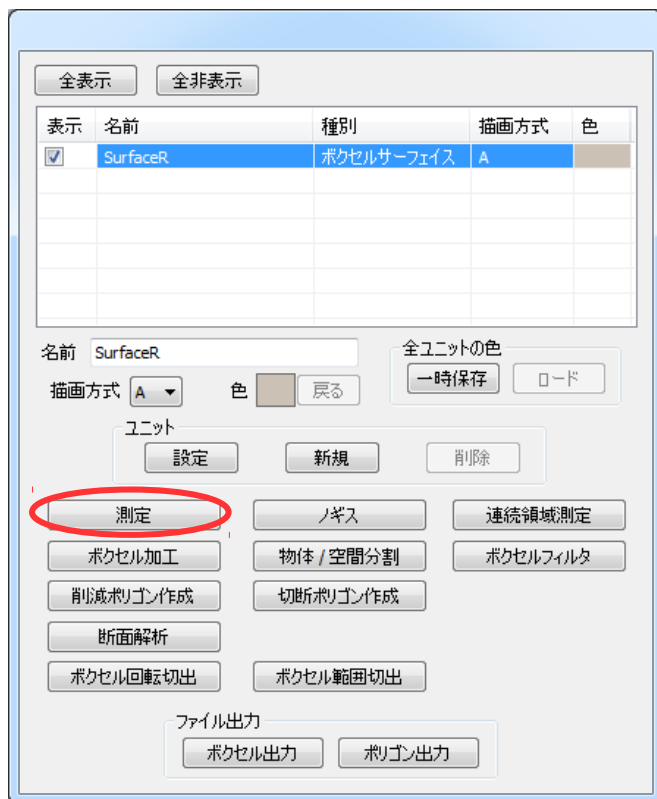 全表示 全非表示
表示 名前 種別 描画方式 色
SurfaceR ボクセルサーフェイス A
名前 SurfaceR 全ユニットの色
描画方式 A 色 戻る 一時保存 ロード
ユニット
設定 新規 削除
測定 ノギス 連続領域測定
ボクセル加工 物体 / 空間分割 ボクセルフィルタ
削減ポリゴン作成 切断ポリゴン作成
断面解析
ボクセル回転切出 ボクセル範囲切出
ファイル出力
ボクセル出力 ポリゴン出力